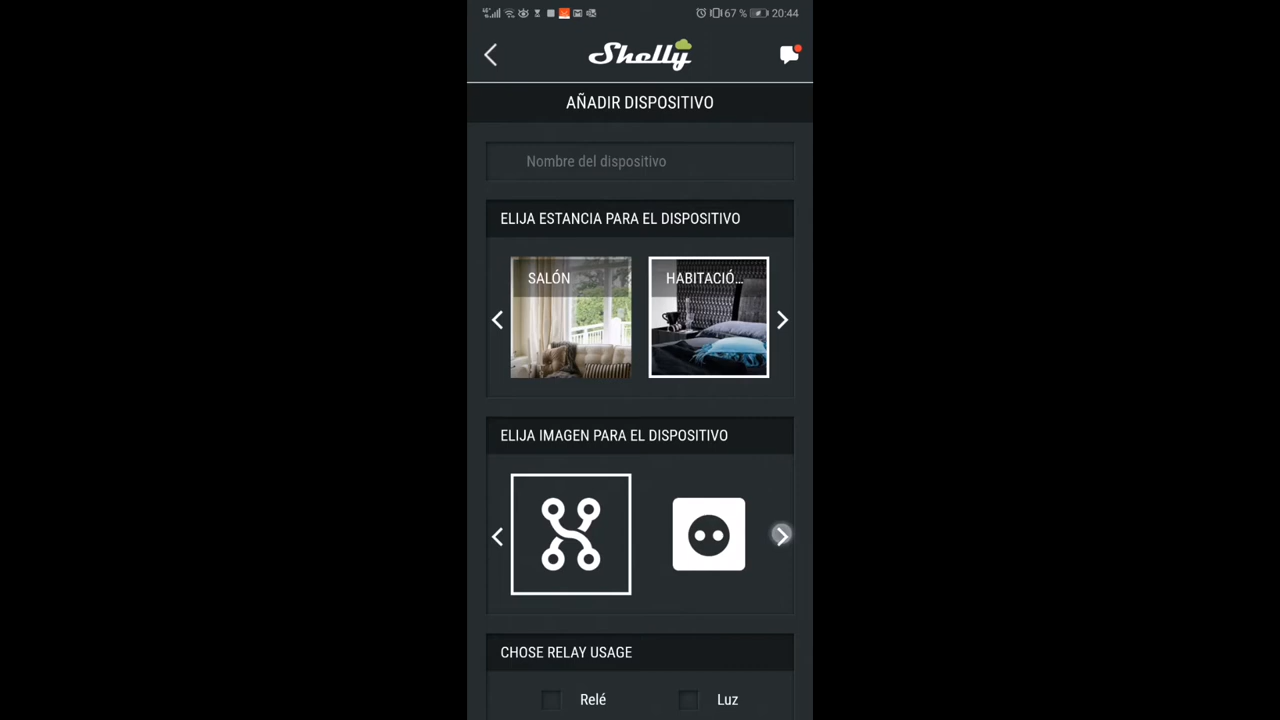 67 % 20:44
Shelly
AÑADIR DISPOSITIVO
Nombre del dispositivo
ELIJA ESTANCIA PARA EL DISPOSITIVO
SALÓN HABITACIÓ...
ELIJA IMAGEN PARA EL DISPOSITIVO
CHOSE RELAY USAGE
Relé Luz